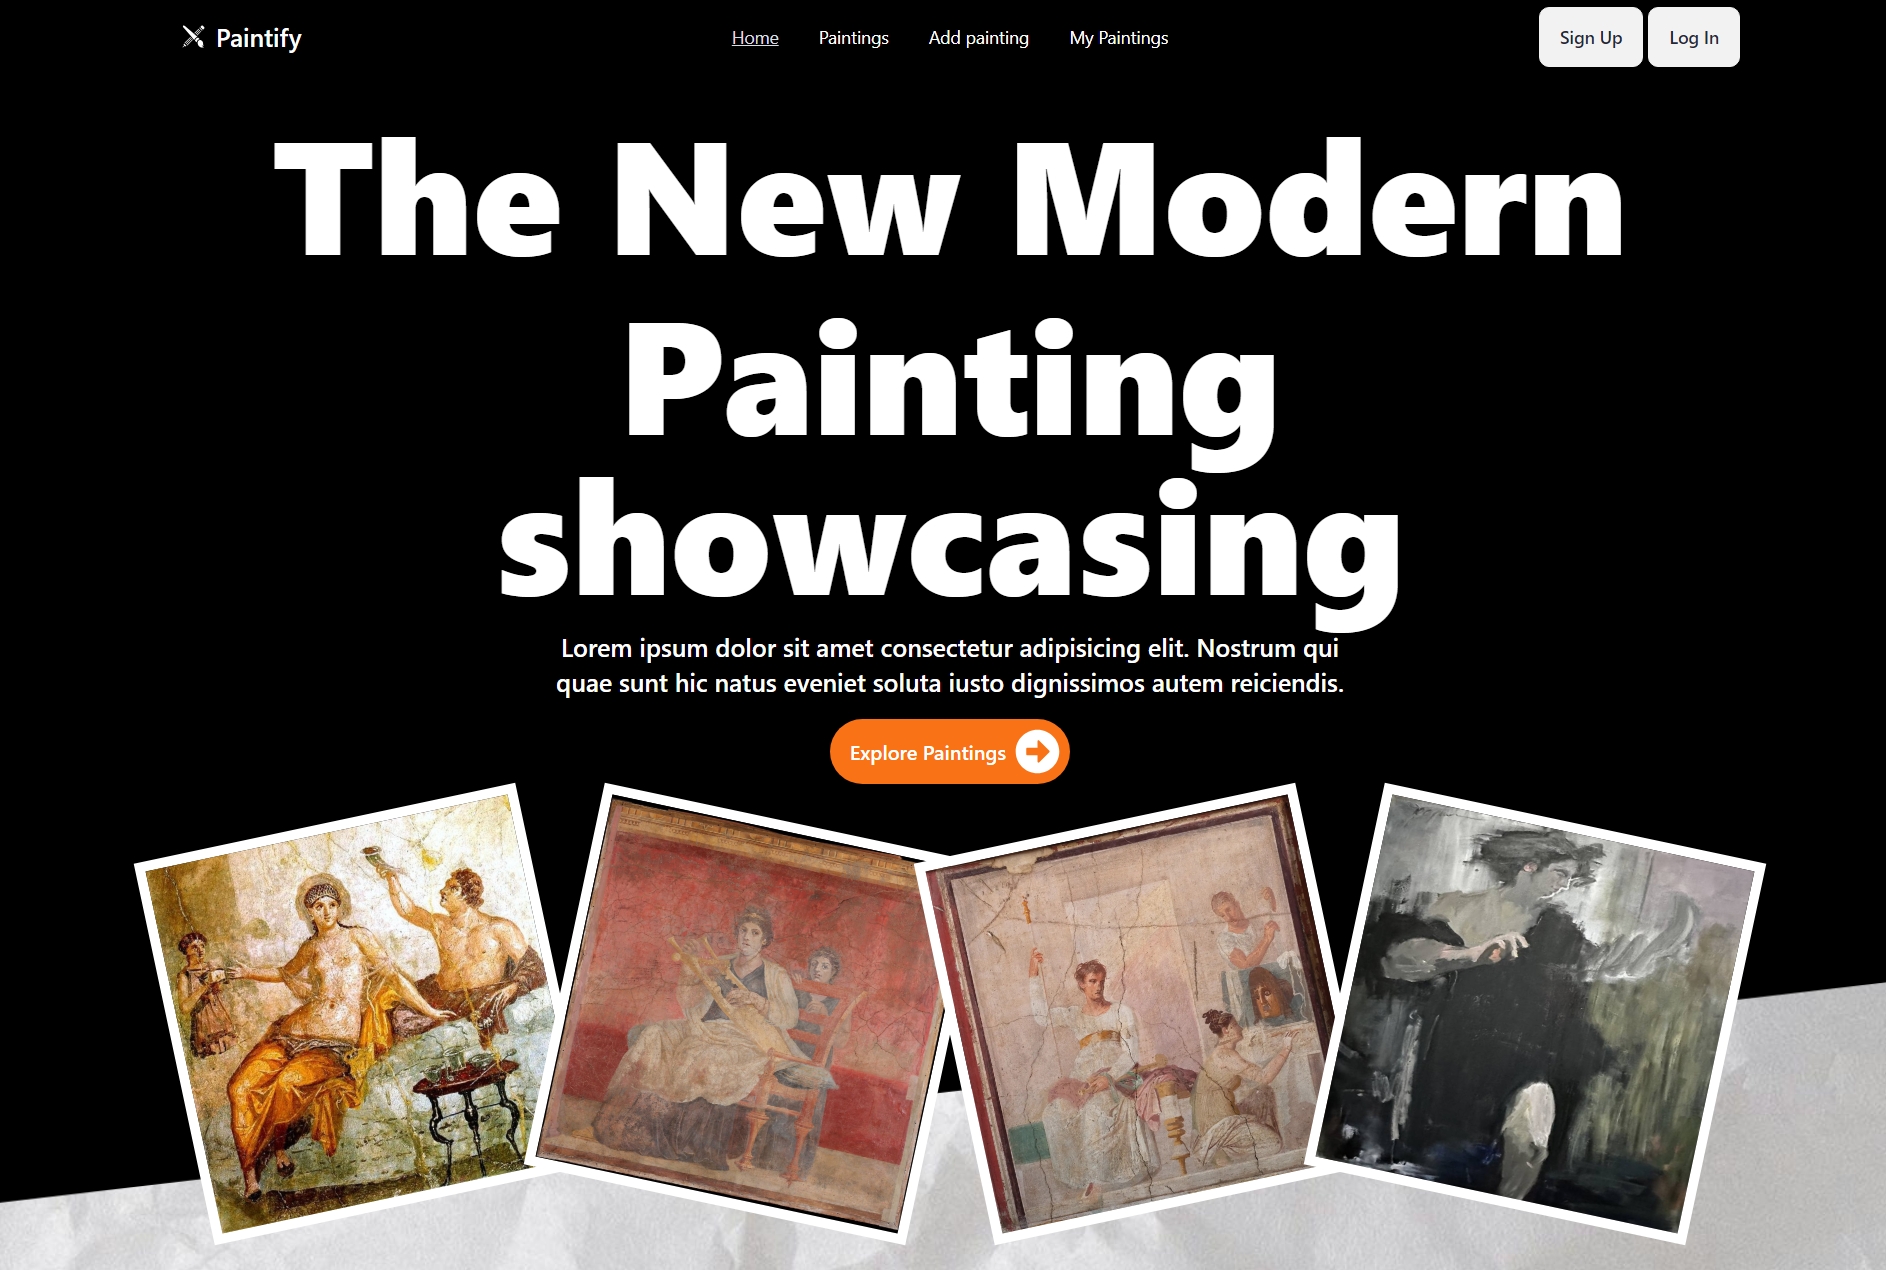 Paintify
Home Paintings Add painting My Paintings
Sign Up Log In
The New Modern
Painting
showcasing
Lorem ipsum dolor sit amet consectetur adipisicing elit. Nostrum qui
quae sunt hic natus eveniet soluta iusto dignissimos autem reiciendis.
Explore Paintings